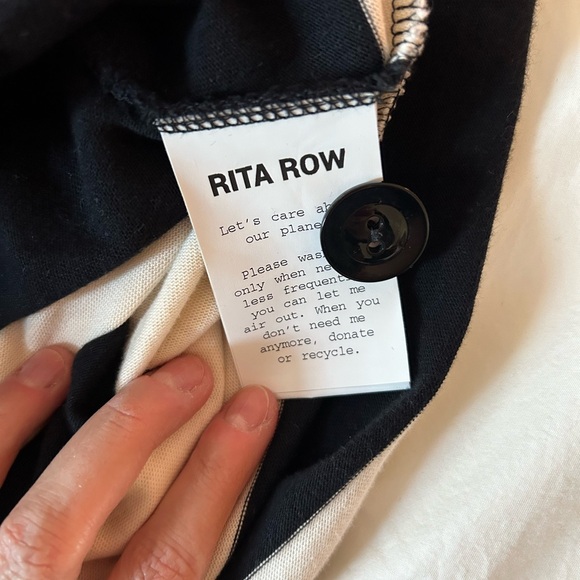 RITA ROW
Let's care
our
Please
only when
less
you can let me
air out. When you
don't need me
anymore, donate
or recycle.